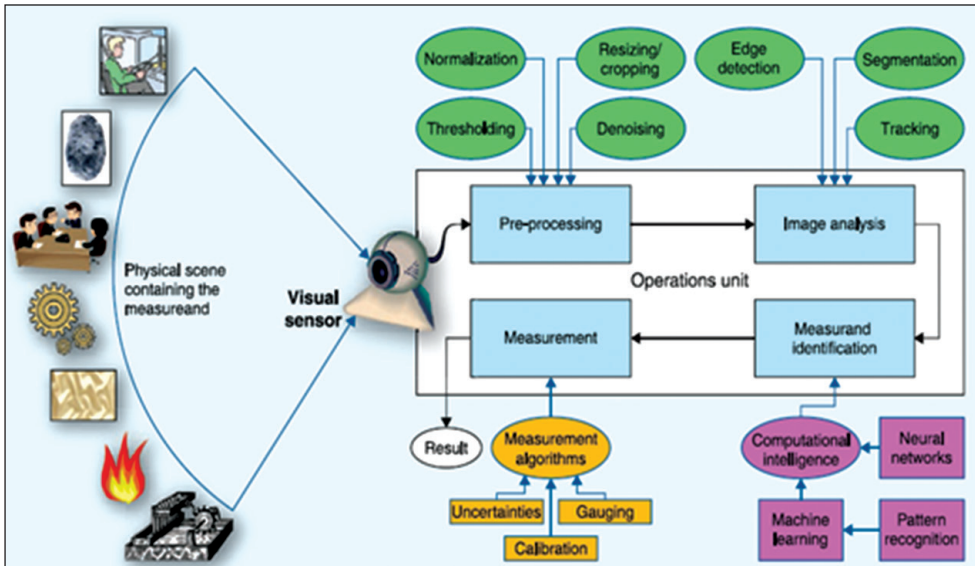 Normalization
Resizing/
cropping
Edge
detection
Segmentation
Thresholding
Denoising
Tracking
Pre-processing
Image analysis
Physical scene
containing the
measureand
Visual
sensor
Operations unit
Measurement
Measurand
identification
Result
Measurement
algorithms
Computational
intelligence
Neural
networks
Uncertainties
Gauging
Calibration
Machine
learning
Pattern
recognition